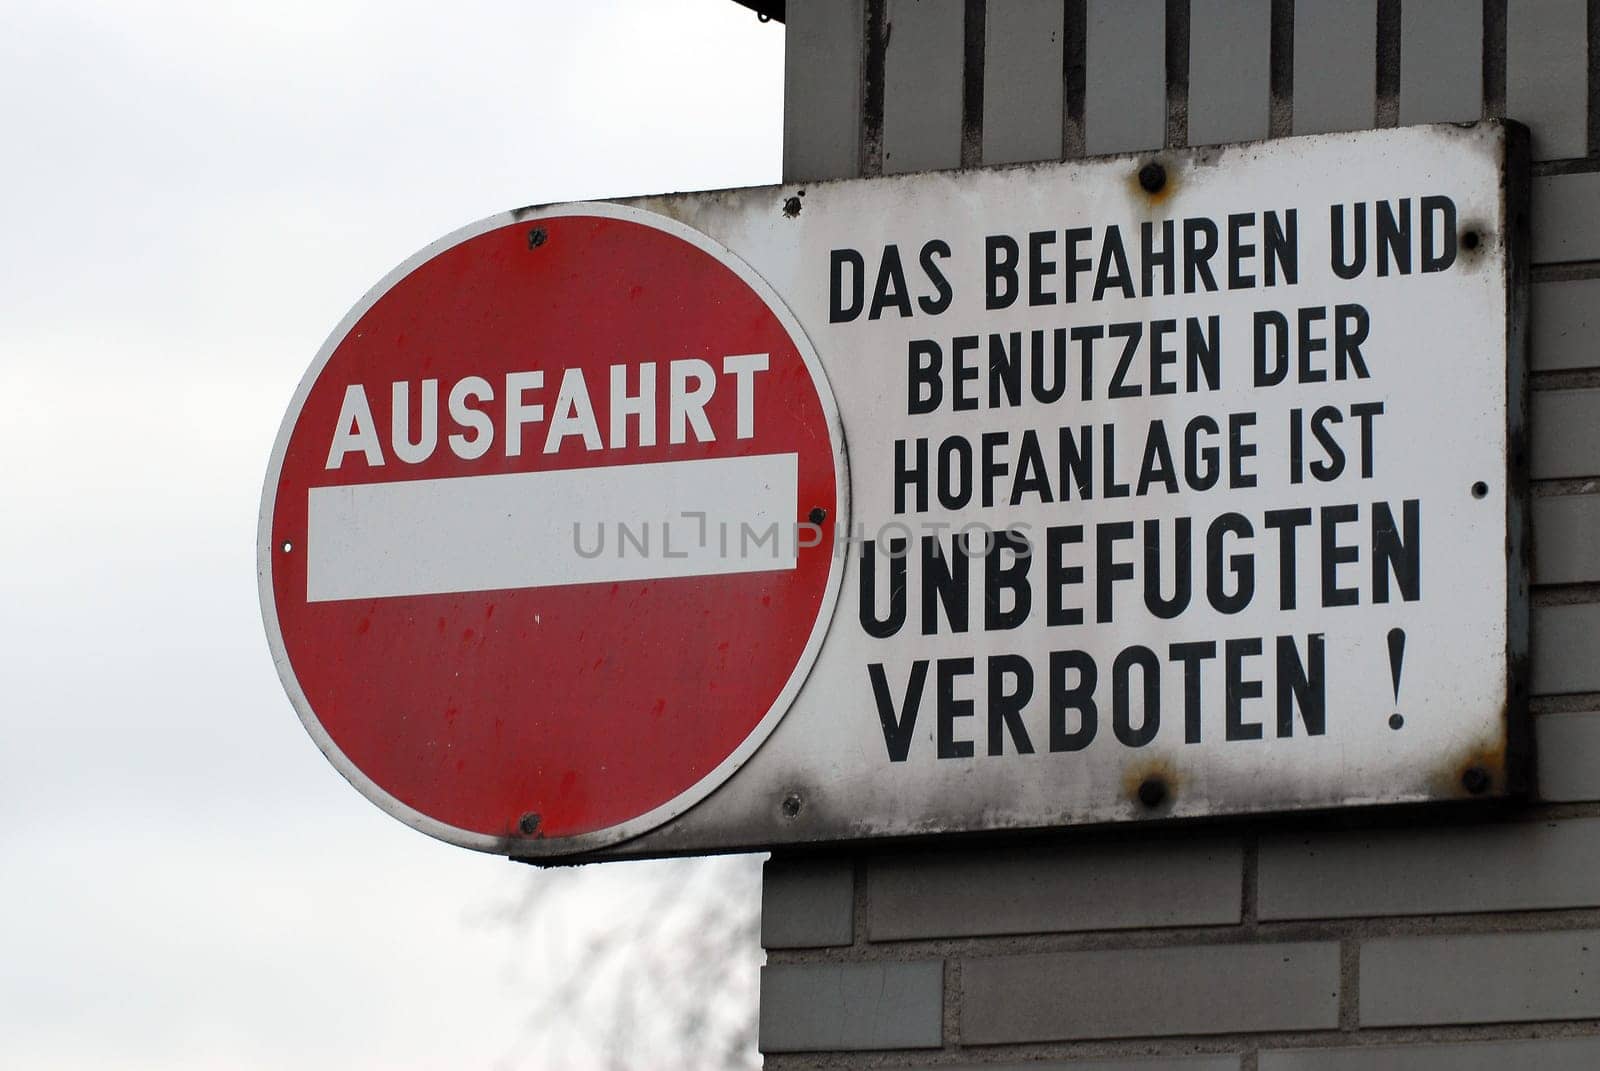 AUSFAHRT
DAS BEFAHREN UND
BENUTZEN DER
HOFANLAGE IST
UNBEFUGTEN
VERBOTEN !
UNLIMPHOTOS